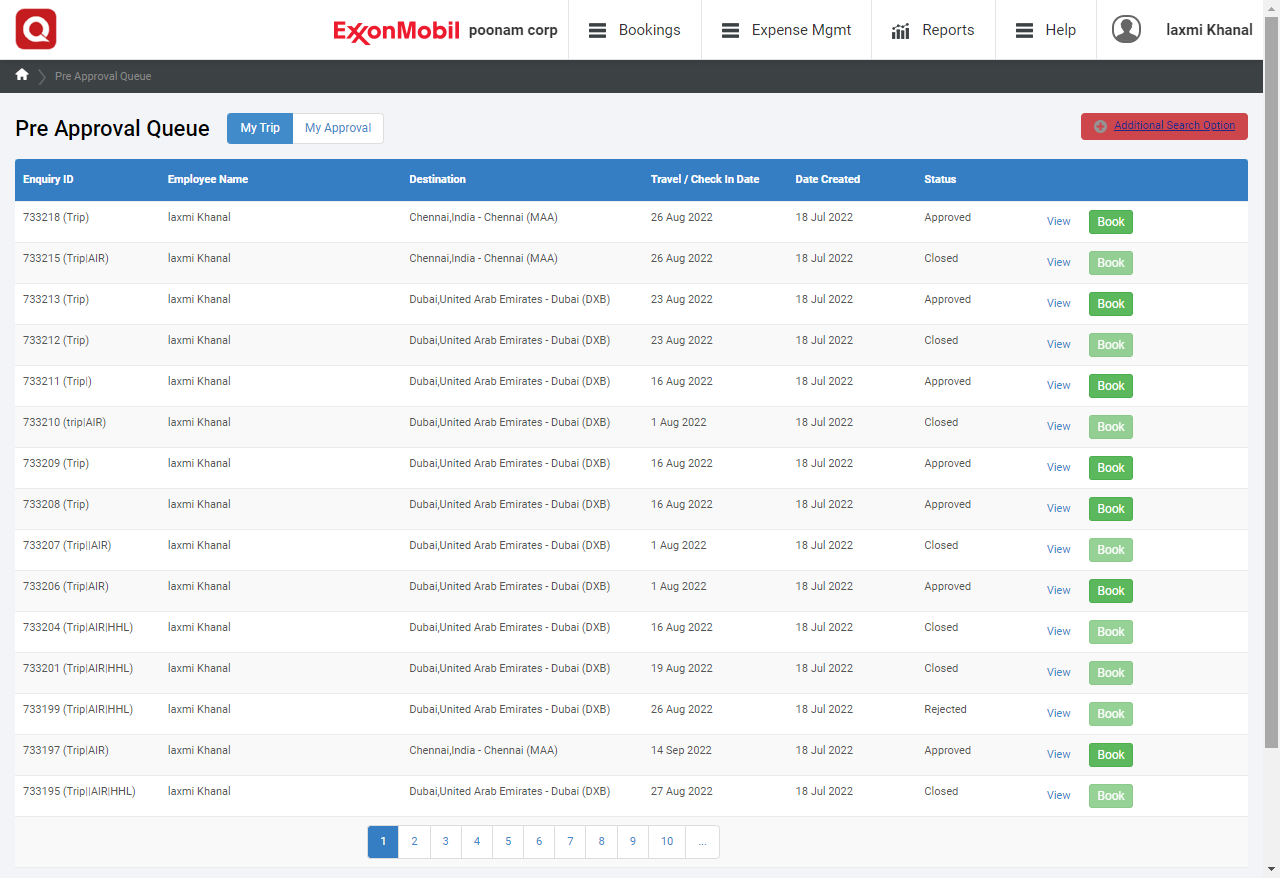 Q ExxonMobil poonam corp Bookings Expense Mgmt Reports Help laxmi Khanal
Pre Approval Queue
Pre Approval Queue My Trip My Approval Additional Search Option
Enquiry ID Employee Name Destination Travel / Check In Date Date Created Status
733218 (Trip) laxmi Khanal Chennai,India - Chennai (MAA) 26 Aug 2022 18 Jul 2022 Approved View Book
733215 (Trip|AIR) laxmi Khanal Chennai,India - Chennai (MAA) 26 Aug 2022 18 Jul 2022 Closed View Book
733213 (Trip) laxmi Khanal Dubai,United Arab Emirates - Dubai (DXB) 23 Aug 2022 18 Jul 2022 Approved View Book
733212 (Trip) laxmi Khanal Dubai,United Arab Emirates - Dubai (DXB) 23 Aug 2022 18 Jul 2022 Closed View Book
733211 (Trip|) laxmi Khanal Dubai,United Arab Emirates - Dubai (DXB) 16 Aug 2022 18 Jul 2022 Approved View Book
733210 (trip|AIR) laxmi Khanal Dubai,United Arab Emirates - Dubai (DXB) 1 Aug 2022 18 Jul 2022 Closed View Book
733209 (Trip) laxmi Khanal Dubai,United Arab Emirates - Dubai (DXB) 16 Aug 2022 18 Jul 2022 Approved View Book
733208 (Trip) laxmi Khanal Dubai,United Arab Emirates - Dubai (DXB) 16 Aug 2022 18 Jul 2022 Approved View Book
733207 (Trip||AIR) laxmi Khanal Dubai,United Arab Emirates - Dubai (DXB) 1 Aug 2022 18 Jul 2022 Closed View Book
733206 (Trip|AIR) laxmi Khanal Dubai,United Arab Emirates - Dubai (DXB) 1 Aug 2022 18 Jul 2022 Approved View Book
733204 (Trip|AIR|HHL) laxmi Khanal Dubai,United Arab Emirates - Dubai (DXB) 16 Aug 2022 18 Jul 2022 Closed View Book
733201 (Trip|AIR|HHL) laxmi Khanal Dubai,United Arab Emirates - Dubai (DXB) 19 Aug 2022 18 Jul 2022 Closed View Book
733199 (Trip|AIR|HHL) laxmi Khanal Dubai,United Arab Emirates - Dubai (DXB) 26 Aug 2022 18 Jul 2022 Rejected View Book
733197 (Trip|AIR) laxmi Khanal Chennai,India - Chennai (MAA) 14 Sep 2022 18 Jul 2022 Approved View Book
733195 (Trip||AIR|HHL) laxmi Khanal Dubai,United Arab Emirates - Dubai (DXB) 27 Aug 2022 18 Jul 2022 Closed View Book
1 2 3 4 5 6 7 8 9 10 ...